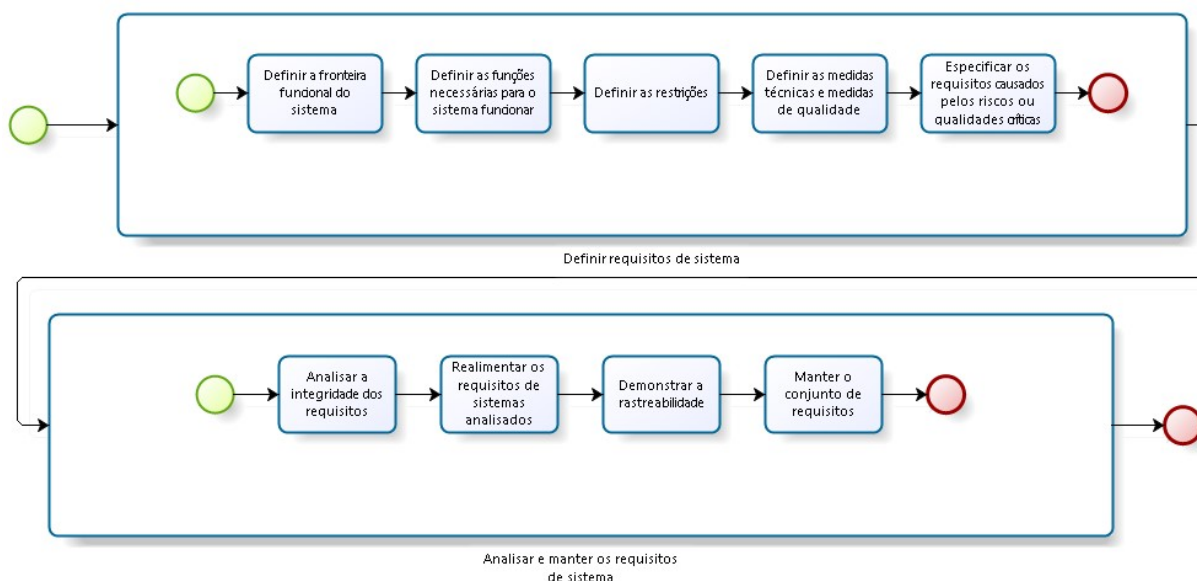 Definir a fronteira
funcional do
sistema
Definir as funções
necessárias para o
sistema funcionar
Definir as restrições
Definir as medidas
técnicas e medidas
de qualidade
Especificar os
requisitos causados
pelos riscos ou
qualidades críticas
Definir requisitos de sistema
Analisar a
integridade dos
requisitos
Realimentar os
requisitos de
sistemas
analisados
Demonstrar a
rastreabilidade
Manter o
conjunto de
requisitos
Analisar e manter os requisitos
de sistema